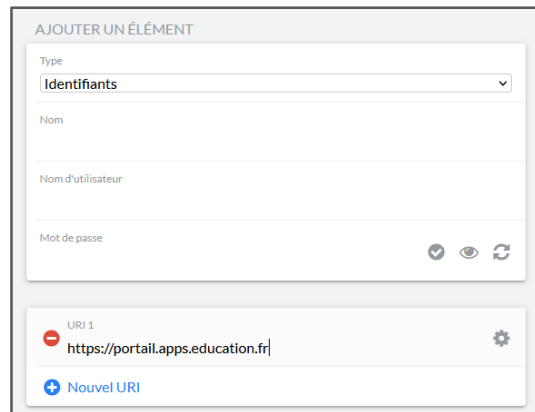 AJOUTER UN ÉLÉMENT
Type
Identifiants
Nom
Nom d'utilisateur
Mot de passe
URI 1
https://portail.apps.education.fr
Nouvel URI